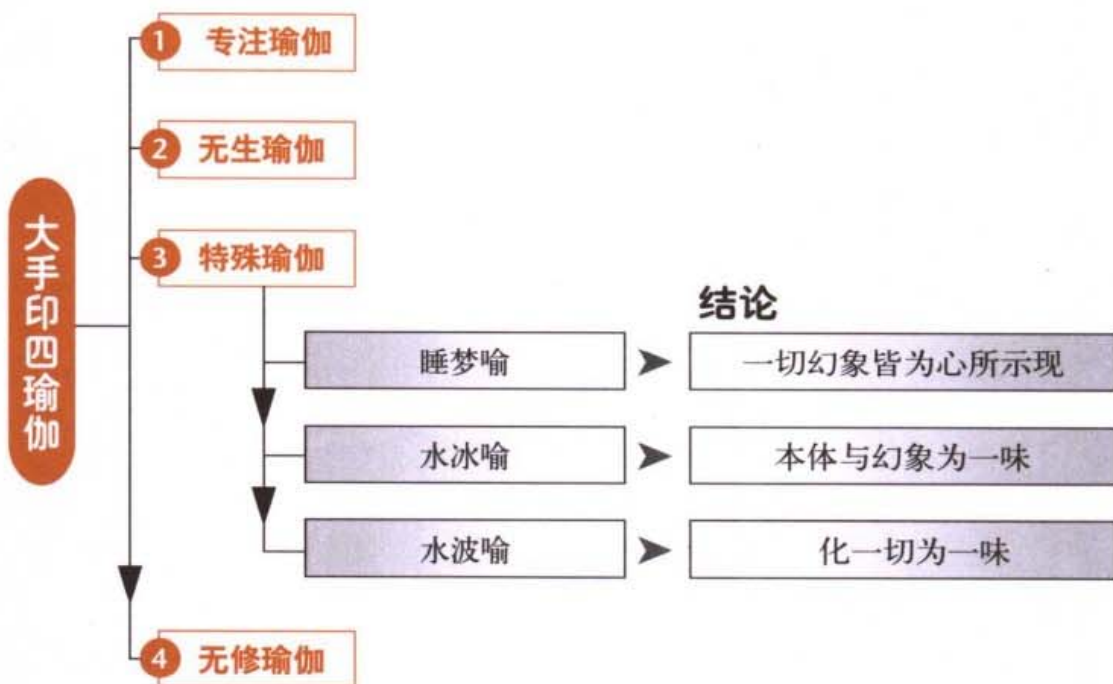 大手印四瑜伽
1 专注瑜伽
2 无生瑜伽
3 特殊瑜伽
结论
睡梦喻
一切幻象皆为心所示现
水冰喻
本体与幻象为一味
水波喻
化一切为一味
4 无修瑜伽